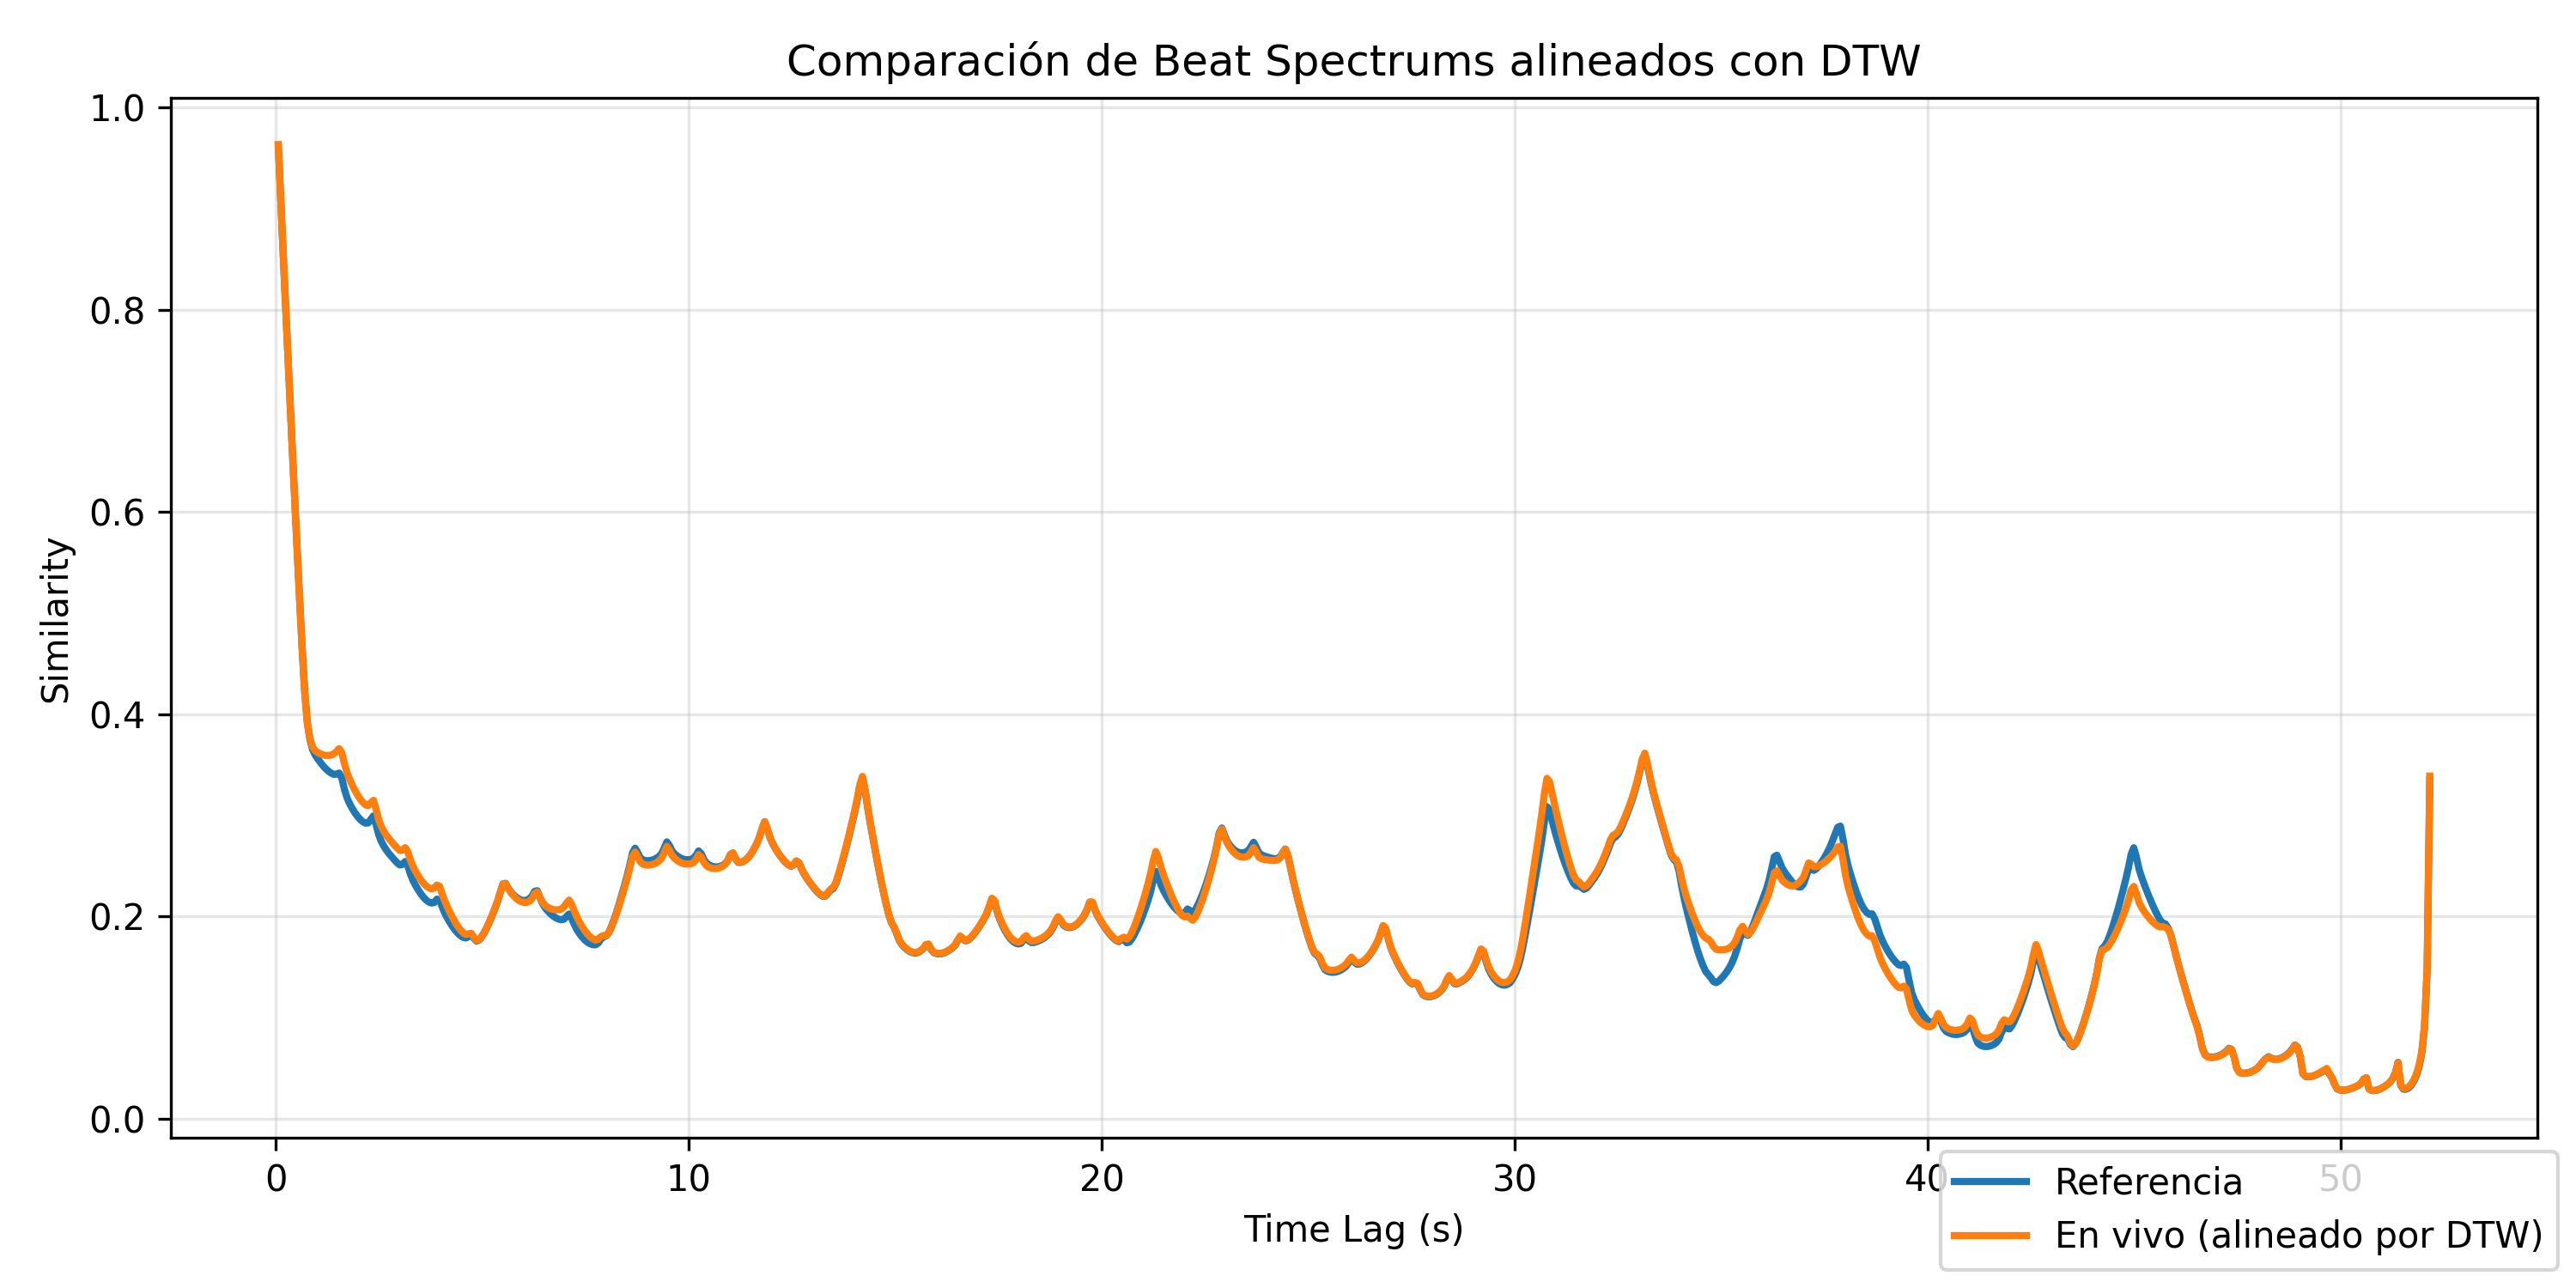 Comparación de Beat Spectrums alineados con DTW
1.0
0.8
0.6
0.4
0.2
0.0
Similarity
0 10 20 30 40 50
Time Lag (s)
Referencia
En vivo (alineado por DTW)